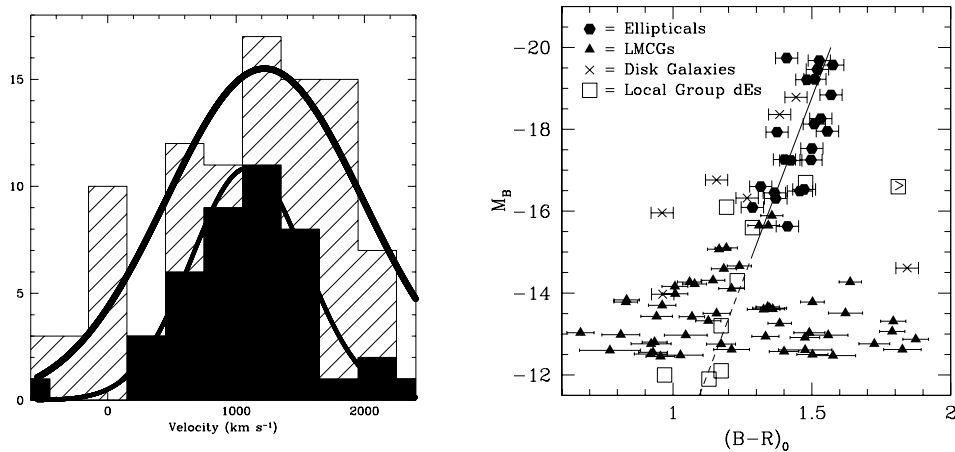 15
10
5
0
0
1000
2000
Velocity (km s⁻¹)
-20
-18
-16
-14
-12
M_B
= Ellipticals
= LMCGs
× = Disk Galaxies
= Local Group dEs
>
1
1.5
2
(B-R)₀